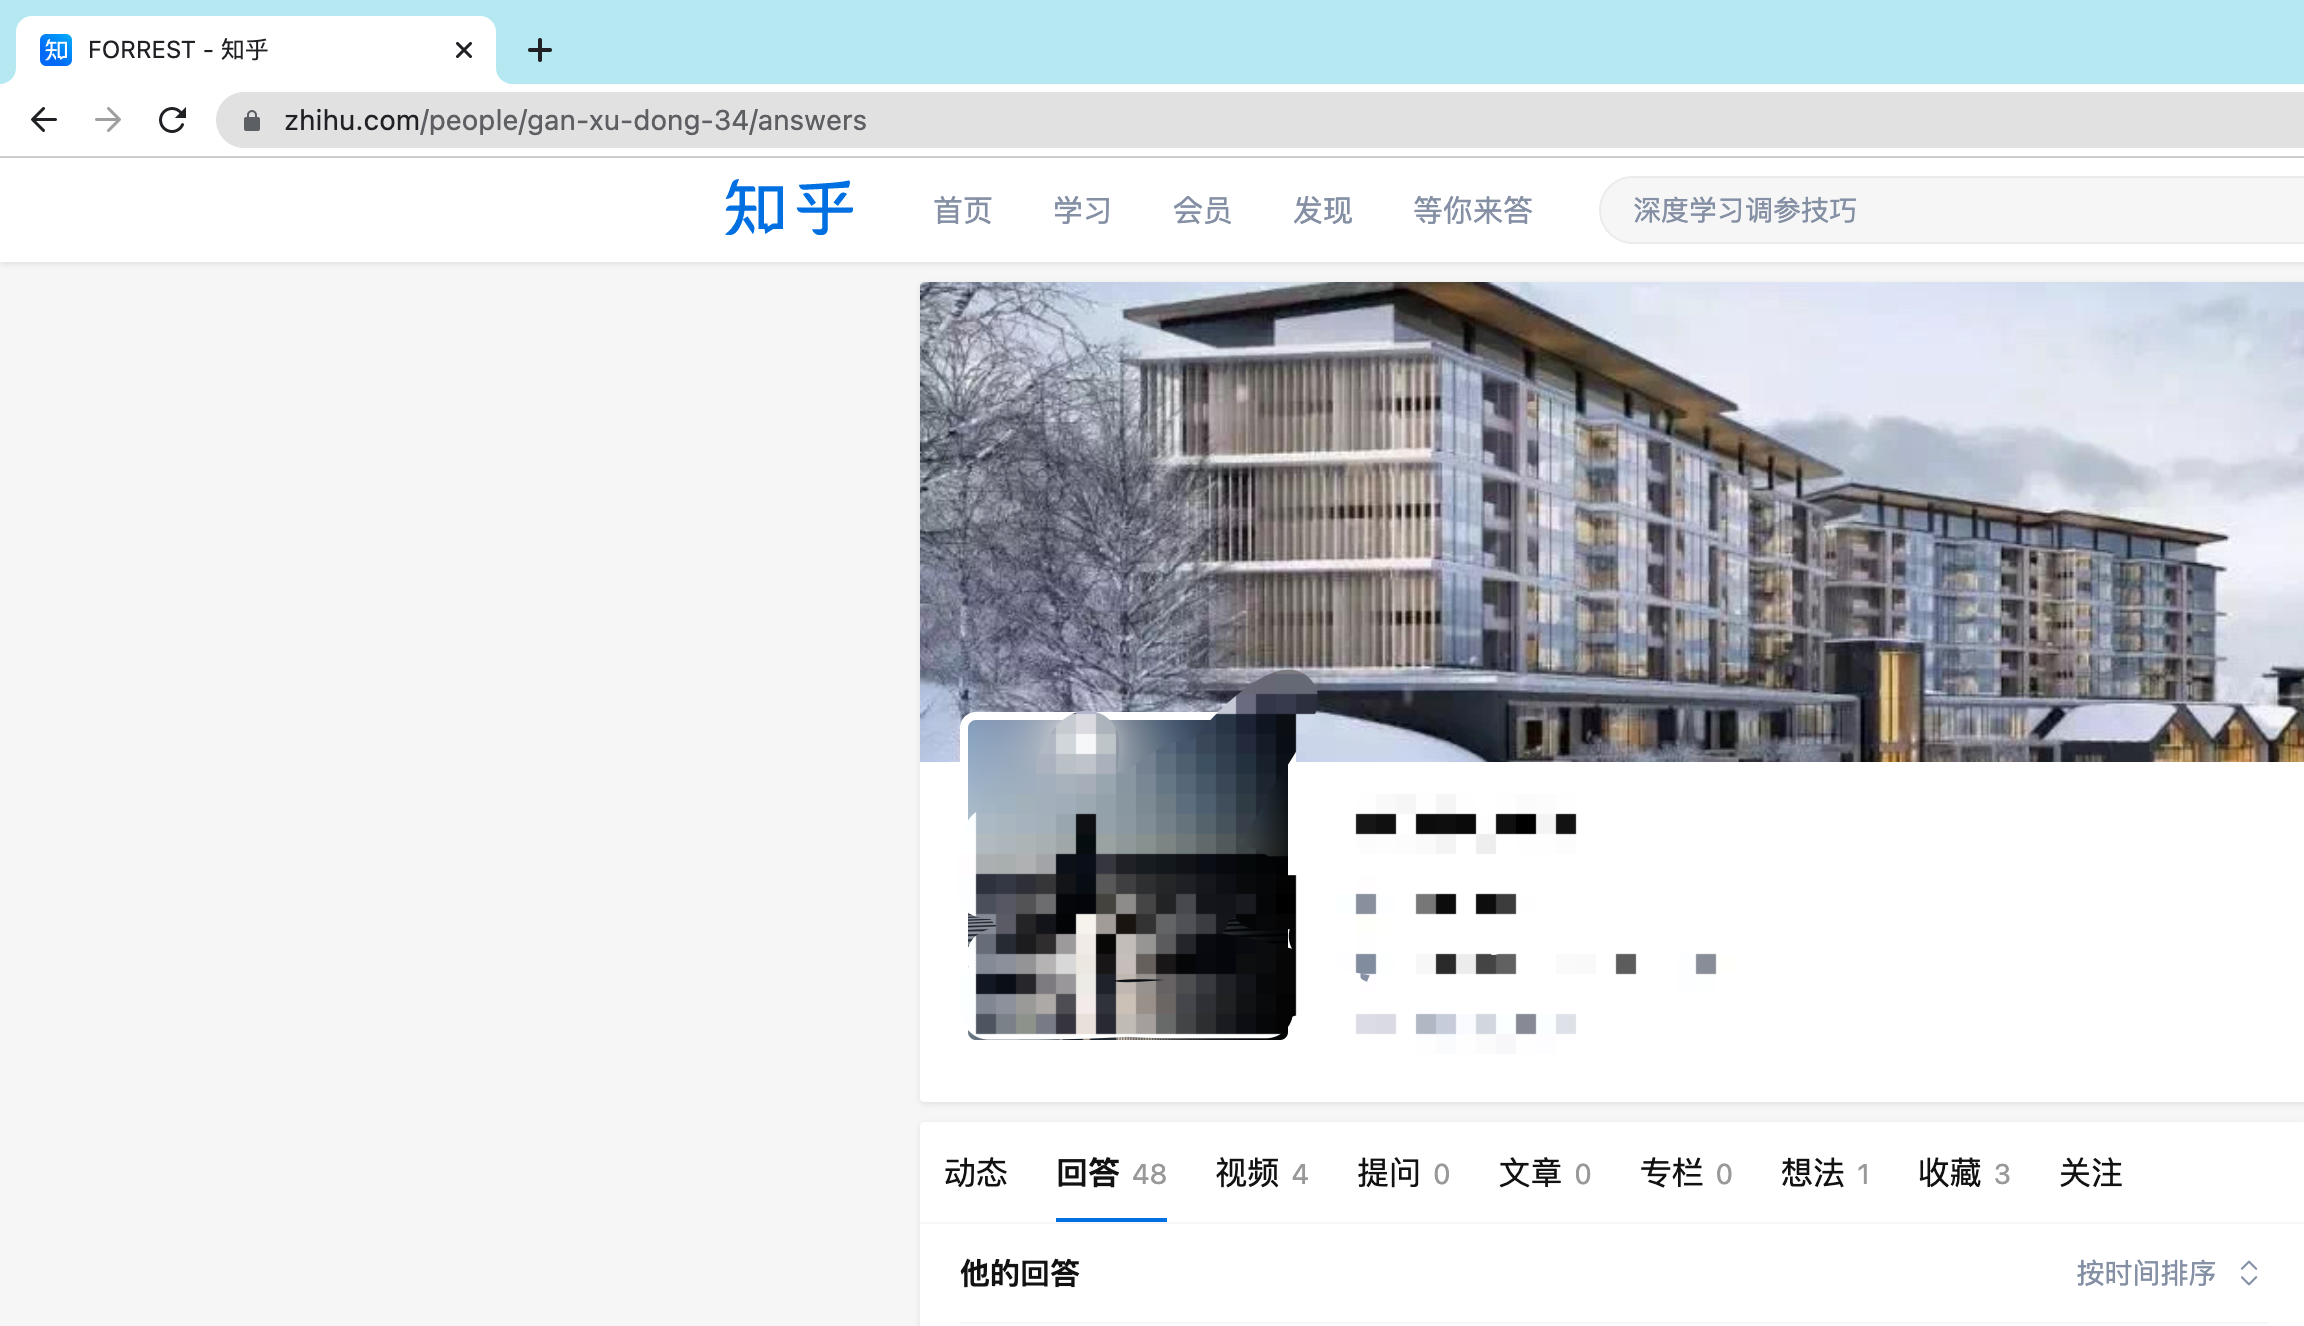 知 FORREST - 知乎
zhihu.com/people/gan-xu-dong-34/answers
知乎 首页 学习 会员 发现 等你来答 深度学习调参技巧
动态 回答 48 视频 4 提问 0 文章 0 专栏 0 想法 1 收藏 3 关注
他的回答 按时间排序